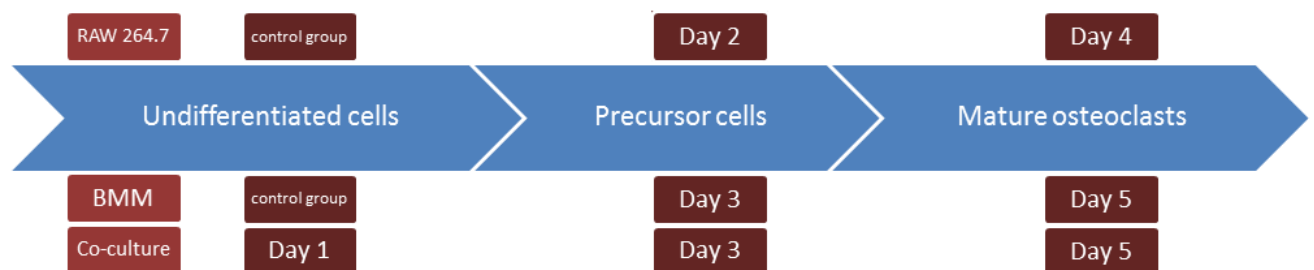 RAW 264.7 control group Day 2 Day 4
Undifferentiated cells Precursor cells Mature osteoclasts
BMM control group Day 3 Day 5
Co-culture Day 1 Day 3 Day 5